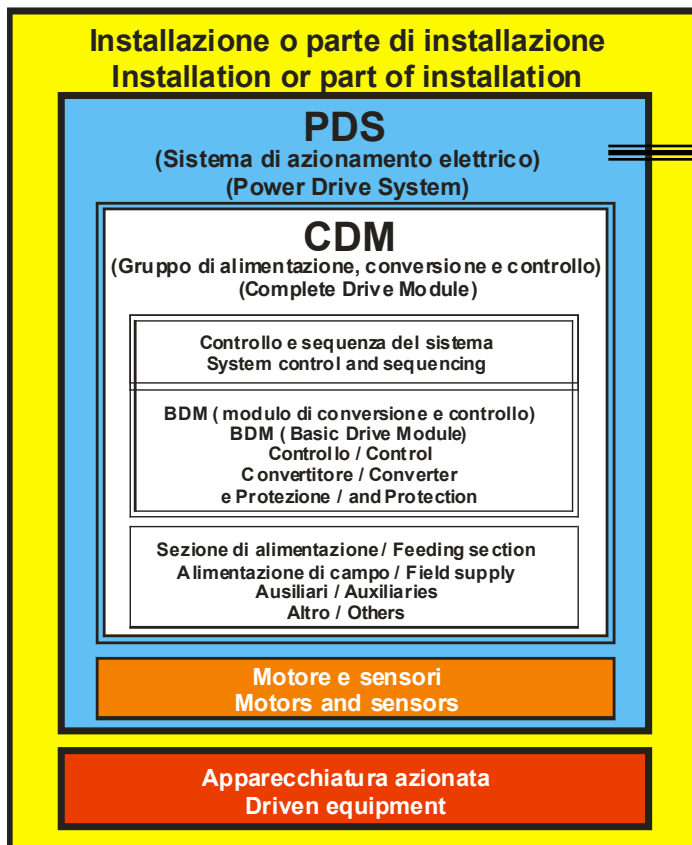 Installazione o parte di installazione
Installation or part of installation
PDS
(Sistema di azionamento elettrico)
(Power Drive System)
CDM
(Gruppo di alimentazione, conversione e controllo)
(Complete Drive Module)
Controllo e sequenza del sistema
System control and sequencing
BDM ( modulo di conversione e controllo)
BDM ( Basic Drive Module)
Controllo / Control
Convertitore / Converter
e Protezione / and Protection
Sezione di alimentazione / Feeding section
Alimentazione di campo / Field supply
Ausiliari / Auxiliaries
Altro / Others
Motore e sensori
Motors and sensors
Apparecchiatura azionata
Driven equipment